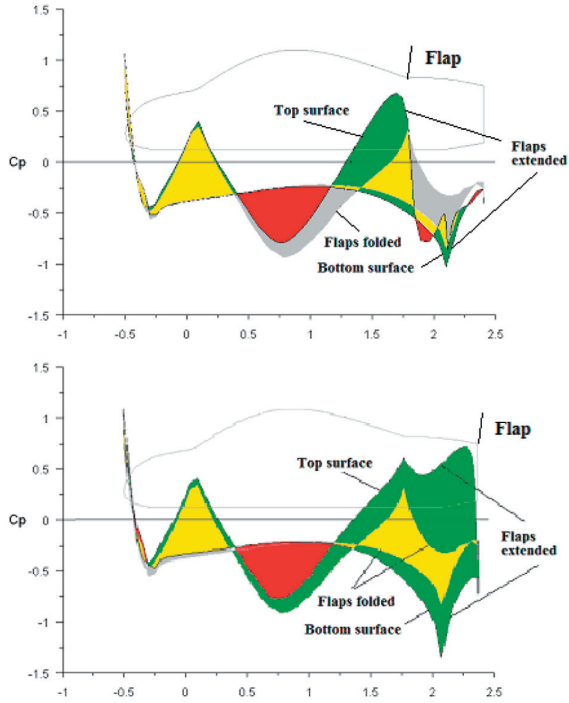 1.5
Flap
1
Top surface
0.5
Flaps
extended
Cp
0
-0.5
Flaps folded
-1
Bottom surface
-1.5
-1 -0.5 0 0.5 1 1.5 2 2.5
1.5
Flap
1
Top surface
0.5
Cp
0
Flaps
extended
-0.5
Flaps folded
-1
Bottom surface
-1.5
-1 -0.5 0 0.5 1 1.5 2 2.5